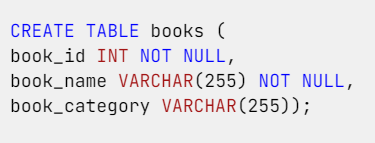 CREATE TABLE books (
book_id INT NOT NULL,
book_name VARCHAR(255) NOT NULL,
book_category VARCHAR(255));